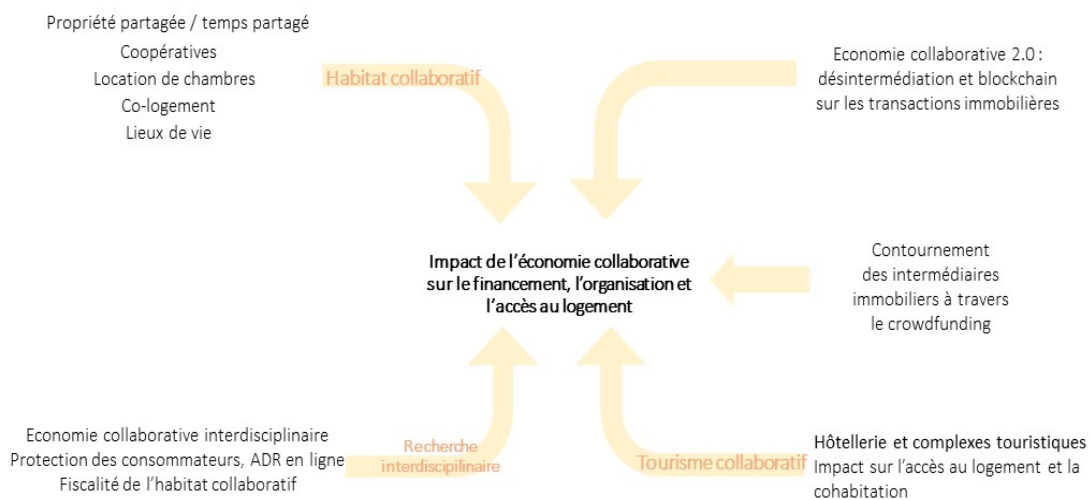 Propriété partagée / temps partagé
Coopératives
Location de chambres
Co-logement
Lieux de vie
Habitat collaboratif
Economie collaborative 2.0 :
désintermédiation et blockchain
sur les transactions immobilières
Impact de l'économie collaborative
sur le financement, l'organisation et
l'accès au logement
Contournement
des intermédiaires
immobiliers à travers
le crowdfunding
Economie collaborative interdisciplinaire
Protection des consommateurs, ADR en ligne
Fiscalité de l'habitat collaboratif
Recherche
interdiscipilinaire
Tourisme collaboratif
Hôtellerie et complexes touristiques
Impact sur l'accès au logement et la
cohabitation